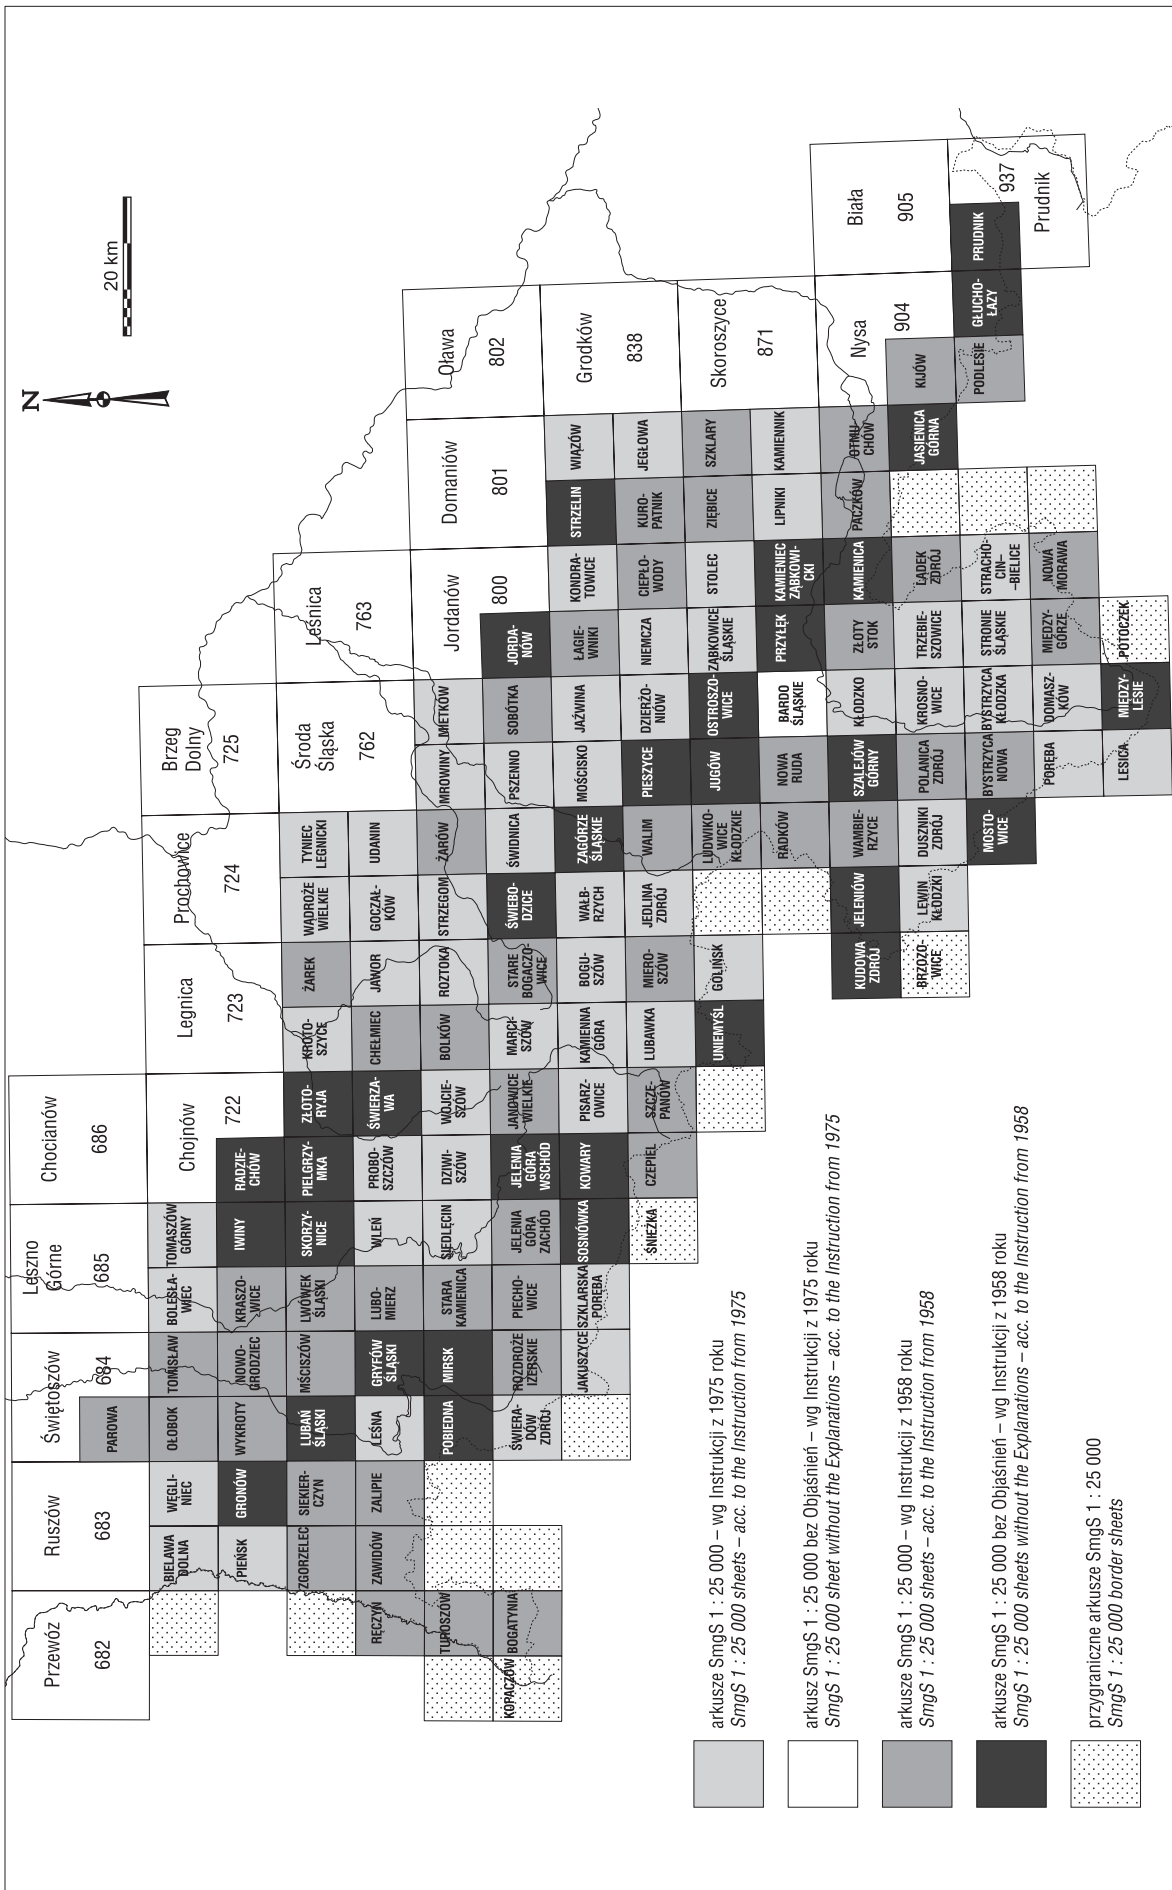 N
20 km
Przewóz
682
Ruszów
683
Świętoszów
684
Leszno
Górne
685
Chocianów
686
PAROWA
BIELAWA
DOLNA
WĘGLI-
NIEC
OŁOBOK
TOMISŁAW
BOLESŁA-
WIEC
TOMASZÓW
GÓRNY
Chojnów
722
Legnica
723
Prochowice
724
Brzeg
Dolny
725
PIEŃSK
GRONÓW
WYKROTY
NOWO-
GRODZIEC
KRASZO-
WICE
IWINY
RADZIE-
CHÓW
ZGORZELEC
SIEKIER-
CZYN
LUBAŃ
ŚLĄSKI
MŚCISZÓW
LWÓWEK
ŚLĄSKI
SKORZY-
NICE
PIELGRZY-
MKA
ZŁOTO-
RYJA
KROTO-
SZYCE
ŻAREK
WĄDROŻE
WIELKIE
TYNIEC
LEGNICKI
Środa
Śląska
762
Leśnica
763
RĘCZYN
ZAWIDÓW
ZALIPIE
LEŚNA
GRYFÓW
ŚLĄSKI
LUBO-
MIERZ
WLEŃ
PROBO-
SZCZÓW
ŚWIERZA-
WA
CHEŁMIEC
JAWOR
GOCZAŁ-
KÓW
UDANIN
TUROSZÓW
POBIEDNA
MIRSK
STARA
KAMIENICA
SIEDLĘCIN
DZIWI-
SZÓW
WOJCIE-
SZÓW
BOLKÓW
ROZTOKA
STRZEGOM
ŻARÓW
MROWINY
MIETKÓW
Jordanów
800
Domaniów
801
Oława
802
KOPACZÓW
BOGATYNIA
ŚWIERA-
DÓW
ZDRÓJ
ROZDROŻE
IZERSKIE
PIECHO-
WICE
JELENIA
GÓRA
ZACHÓD
JELENIA
GÓRA
WSCHÓD
JANOWICE
WIELKIE
MARCI-
SZÓW
STARE
BOGACZO-
WICE
ŚWIEBO-
DZICE
ŚWIDNICA
PSZENNO
SOBÓTKA
JORDA-
NÓW
JAKUSZYCE
SZKLARSKA
PORĘBA
SOSNÓWKA
KOWARY
PISARZ-
OWICE
KAMIENNA
GÓRA
BOGU-
SZÓW
WAŁB-
RZYCH
ZAGÓRZE
ŚLĄSKIE
MOŚCISKO
JAŹWINA
ŁAGIE-
WNIKI
KONDRA-
TOWICE
STRZELIN
WIĄZÓW
Grodków
838
ŚNIEŻKA
CZEPIEL
SZCZE-
PANÓW
LUBAWKA
MIERO-
SZÓW
JEDLINA
ZDRÓJ
WALIM
PIESZYCE
DZIERŻO-
NIÓW
NIEMCZA
CIEPŁO-
WODY
KURO-
PATNIK
JEGŁOWA
UNIEMYŚL
GOLIŃSK
LUDWIKO-
WICE
KŁODZKIE
JUGÓW
OSTROSZO-
WICE
ZĄBKOWICE
ŚLĄSKIE
STOLEC
ZIĘBICE
SZKLARY
Skoroszyce
871
RADKÓW
NOWA
RUDA
BARDO
ŚLĄSKIE
PRZYŁĘK
KAMIENIEC
ZĄBKOWI-
CKI
LIPNIKI
KAMIENNIK
KUDOWA
ZDRÓJ
JELENIÓW
WAMBIE-
RZYCE
SZALEJÓW
GÓRNY
KŁODZKO
ZŁOTY
STOK
KAMIENICA
PACZKÓW
OTMU
CHÓW
Nysa
904
Biała
905
BRZOZO-
WICE
LEWIN
KŁODZKI
DUSZNIKI
ZDRÓJ
POLANICA
ZDRÓJ
KROSNO-
WICE
TRZEBIE-
SZOWICE
LĄDEK
ZDRÓJ
JASIENICA
GÓRNA
KIJÓW
MOSTO-
WICE
BYSTRZYCA
NOWA
BYSTRZYCA
KŁODZKA
STRONIE
ŚLĄSKIE
STRACHO-
CIN–
–BIELICE
PODLESIE
GŁUCHO-
ŁAZY
PRUDNIK
937
Prudnik
PORĘBA
DOMASZ-
KÓW
MIĘDZY-
GÓRZE
NOWA
MORAWA
LESICA
MIĘDZY-
LESIE
POTOCZEK
arkusze SmgS 1 : 25 000 – wg Instrukcji z 1975 roku
SmgS 1 : 25 000 sheets – acc. to the Instruction from 1975
arkusz SmgS 1 : 25 000 bez Objaśnień – wg Instrukcji z 1975 roku
SmgS 1 : 25 000 sheet without the Explanations – acc. to the Instruction from 1975
arkusze SmgS 1 : 25 000 – wg Instrukcji z 1958 roku
SmgS 1 : 25 000 sheets – acc. to the Instruction from 1958
arkusze SmgS 1 : 25 000 bez Objaśnień – wg Instrukcji z 1958 roku
SmgS 1 : 25 000 sheets without the Explanations – acc. to the Instruction from 1958
przygraniczne arkusze SmgS 1 : 25 000
SmgS 1 : 25 000 border sheets